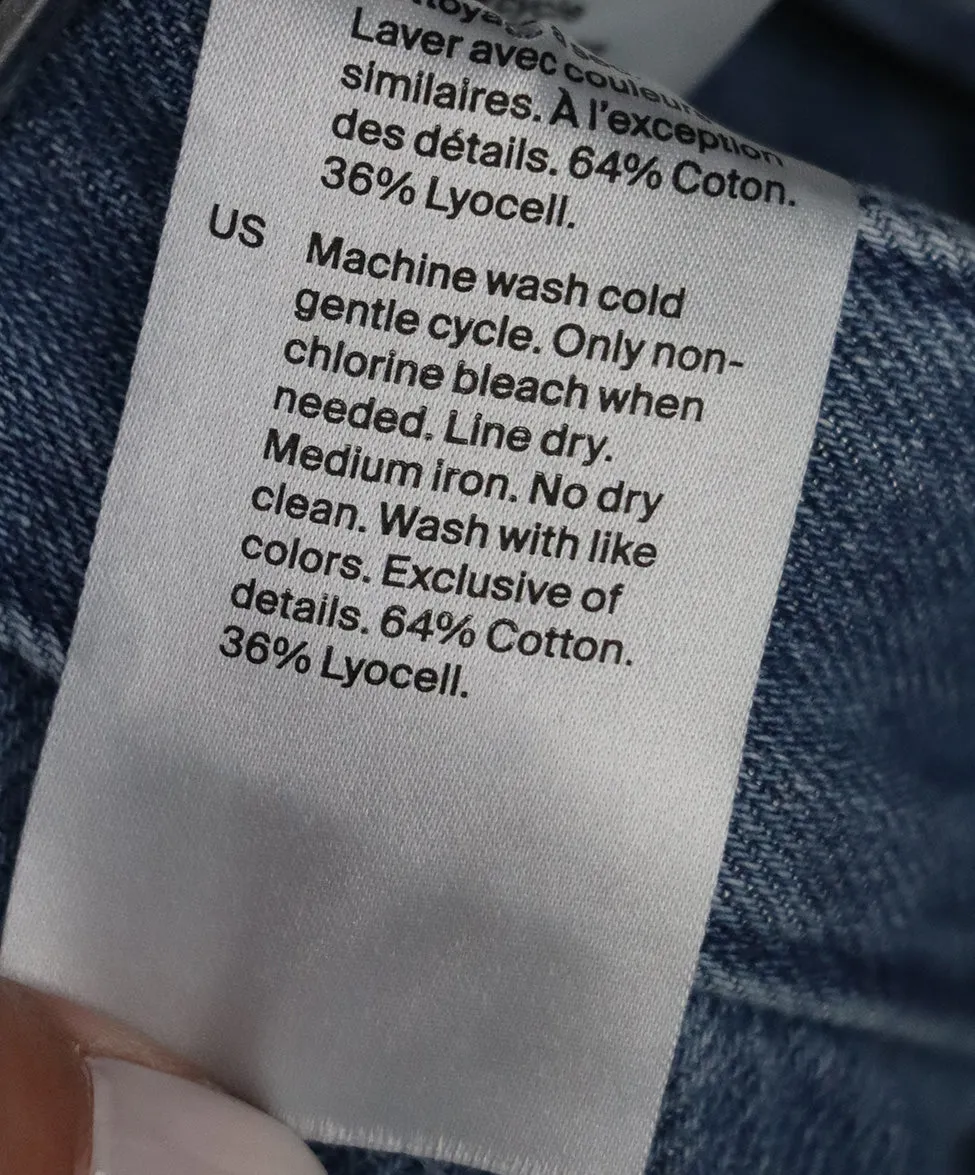 Laver avec couleurs
similaires. À l'exception
des détails. 64% Coton.
36% Lyocell.
US Machine wash cold
gentle cycle. Only non-
chlorine bleach when
needed. Line dry.
Medium iron. No dry
clean. Wash with like
colors. Exclusive of
details. 64% Cotton.
36% Lyocell.